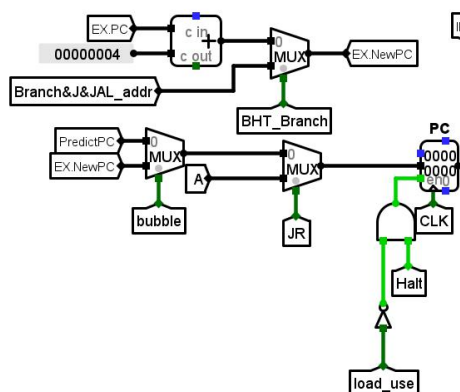 EX.PC
c in
00000004
c out
0
MUX
EX.NewPC
Branch&J&JAL_addr
BHT_Branch
PC
PredictPC
0
MUX
0
MUX
0000
0000
en
0
EX.NewPC
A
bubble
JR
CLK
Halt
load_use